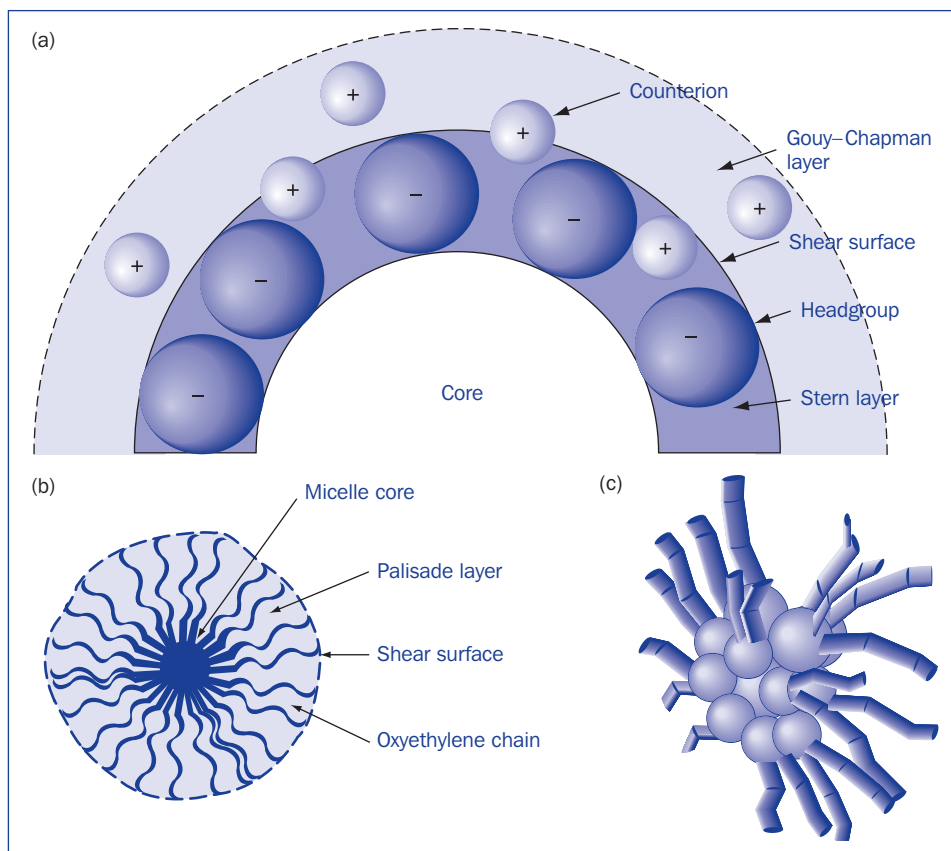 (a)
+
Counterion
+
Gouy–Chapman
layer
+
+
−
−
+
Shear surface
+
−
−
Headgroup
−
Core
Stern layer
(b)
Micelle core
(c)
Palisade layer
Shear surface
Oxyethylene chain